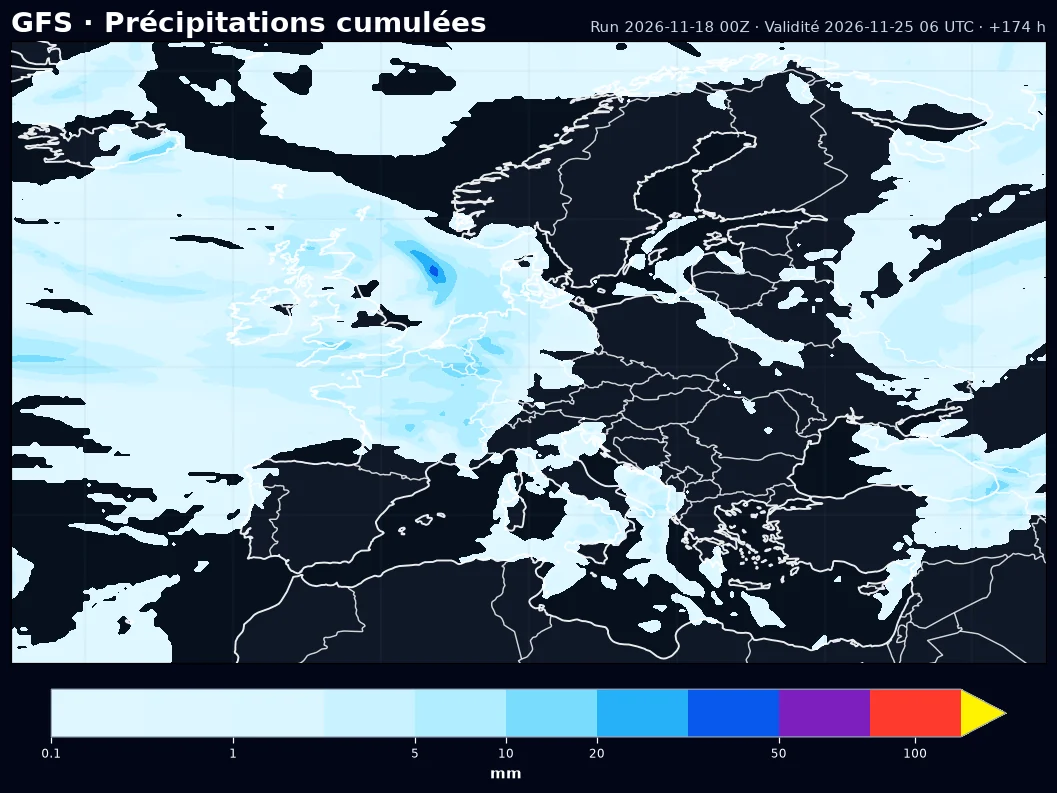 GFS · Précipitations cumulées
Run 2026-11-18 00Z · Validité 2026-11-25 06 UTC · +174 h
0.1 1 5 10 20 50 100
mm